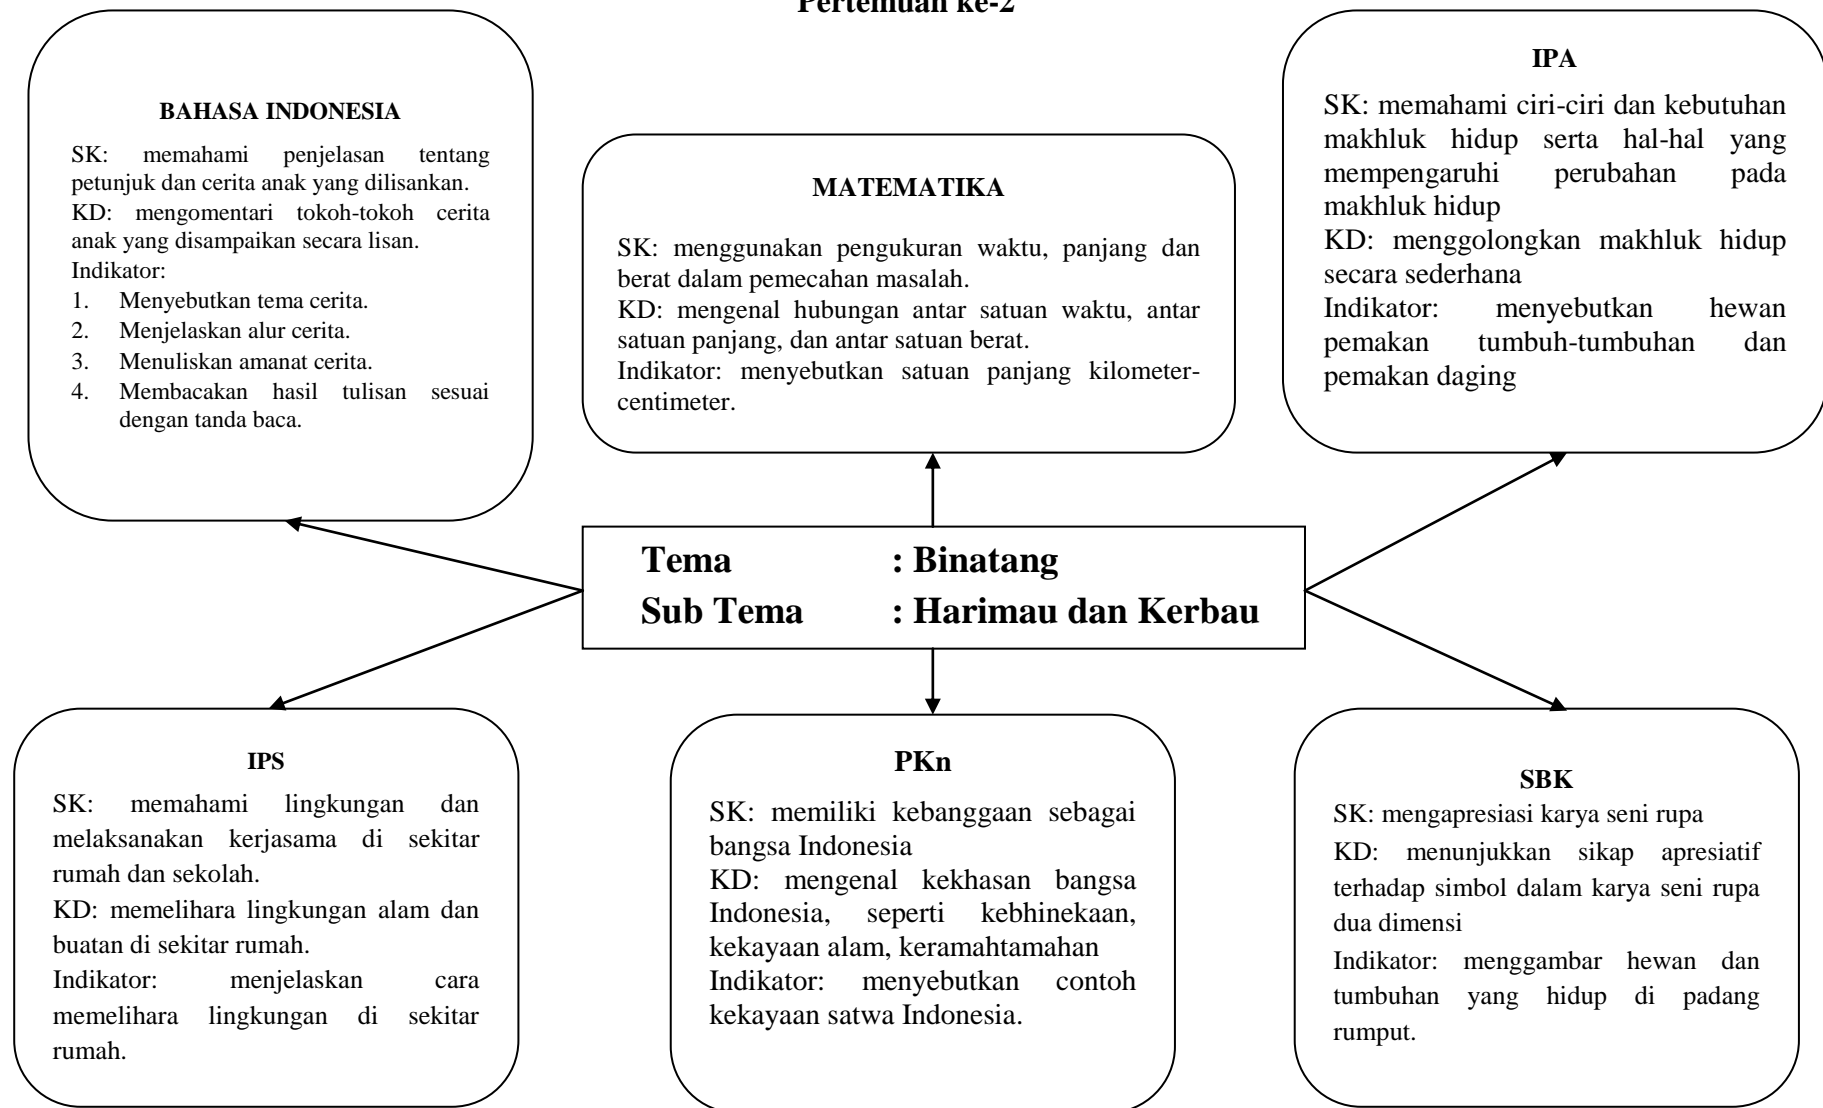 Pertemuan ke-2
BAHASA INDONESIA
SK: memahami penjelasan tentang
petunjuk dan cerita anak yang dilisankan.
KD: mengomentari tokoh-tokoh cerita
anak yang disampaikan secara lisan.
Indikator:
1. Menyebutkan tema cerita.
2. Menjelaskan alur cerita.
3. Menuliskan amanat cerita.
4. Membacakan hasil tulisan sesuai
dengan tanda baca.
MATEMATIKA
SK: menggunakan pengukuran waktu, panjang dan
berat dalam pemecahan masalah.
KD: mengenal hubungan antar satuan waktu, antar
satuan panjang, dan antar satuan berat.
Indikator: menyebutkan satuan panjang kilometer-
centimeter.
IPA
SK: memahami ciri-ciri dan kebutuhan
makhluk hidup serta hal-hal yang
mempengaruhi perubahan pada
makhluk hidup
KD: menggolongkan makhluk hidup
secara sederhana
Indikator: menyebutkan hewan
pemakan tumbuh-tumbuhan dan
pemakan daging
Tema : Binatang
Sub Tema : Harimau dan Kerbau
IPS
SK: memahami lingkungan dan
melaksanakan kerjasama di sekitar
rumah dan sekolah.
KD: memelihara lingkungan alam dan
buatan di sekitar rumah.
Indikator: menjelaskan cara
memelihara lingkungan di sekitar
rumah.
PKn
SK: memiliki kebanggaan sebagai
bangsa Indonesia
KD: mengenal kekhasan bangsa
Indonesia, seperti kebhinekaan,
kekayaan alam, keramahtamahan
Indikator: menyebutkan contoh
kekayaan satwa Indonesia.
SBK
SK: mengapresiasi karya seni rupa
KD: menunjukkan sikap apresiatif
terhadap simbol dalam karya seni rupa
dua dimensi
Indikator: menggambar hewan dan
tumbuhan yang hidup di padang
rumput.